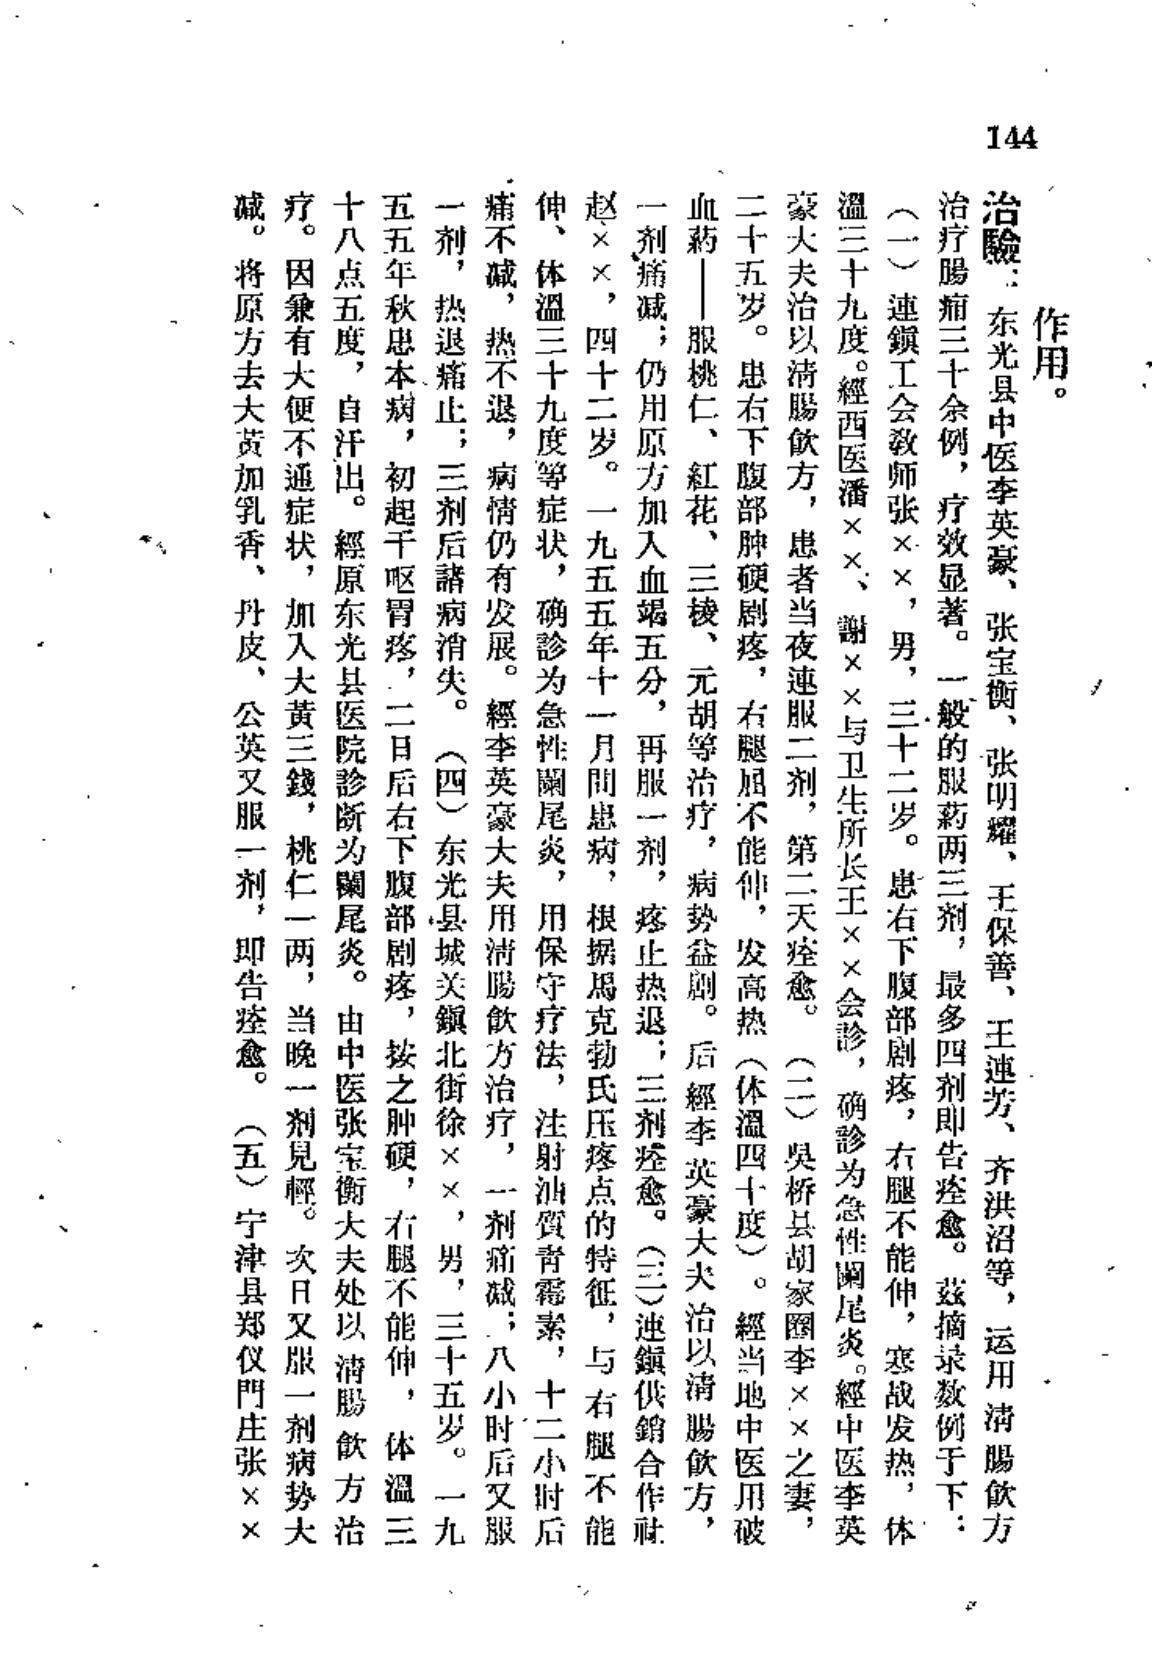 144
作用。
治驗：东光县中医李英豪、张宝衡、张明耀、王保善、王連芳、齐洪沼等，运用清腸飲方
治疗腸痈三十余例，疗效显著。一般的服葯两三剂，最多四剂即告痊愈。茲摘录数例于下：
（一）連鎭工会教师张××，男，三十二岁。患右下腹部剧疼，右腿不能伸，寒战发热，体
溫三十九度。經西医潘××、謝××与卫生所长王××会診，确診为急性闌尾炎。經中医李英
豪大夫治以清腸飲方，患者当夜連服二剂，第二天痊愈。（二）吳桥县胡家圈李××之妻，
二十五岁。患右下腹部肿硬剧疼，右腿屈不能伸，发高热（体溫四十度）。經当地中医用破
血葯——服桃仁、紅花、三棱、元胡等治疗，病势益剧。后經李英豪大夫治以清腸飲方，
一剂痛减；仍用原方加入血竭五分，再服一剂，疼止热退；三剂痊愈。（三）連鎭供銷合作社
赵××，四十二岁。一九五五年十一月間患病，根据馬克勃氏压疼点的特征，与右腿不能
伸、体溫三十九度等症状，确診为急性闌尾炎，用保守疗法，注射油質青霉素，十二小时后
痛不减，热不退，病情仍有发展。經李英豪大夫用清腸飲方治疗，一剂痛减；八小时后又服
一剂，热退痛止；三剂后諸病消失。（四）东光县城关鎭北街徐××，男，三十五岁。一九
五五年秋患本病，初起干呕胃疼，二日后右下腹部剧疼，按之肿硬，右腿不能伸，体溫三
十八点五度，自汗出。經原东光县医院診断为闌尾炎。由中医张宝衡大夫处以清腸飲方治
疗。因兼有大便不通症状，加入大黃三錢，桃仁一两，当晚一剂見輕。次日又服一剂病势大
减。将原方去大黃加乳香、丹皮、公英又服一剂，即告痊愈。（五）宁津县郑仪門庄张××